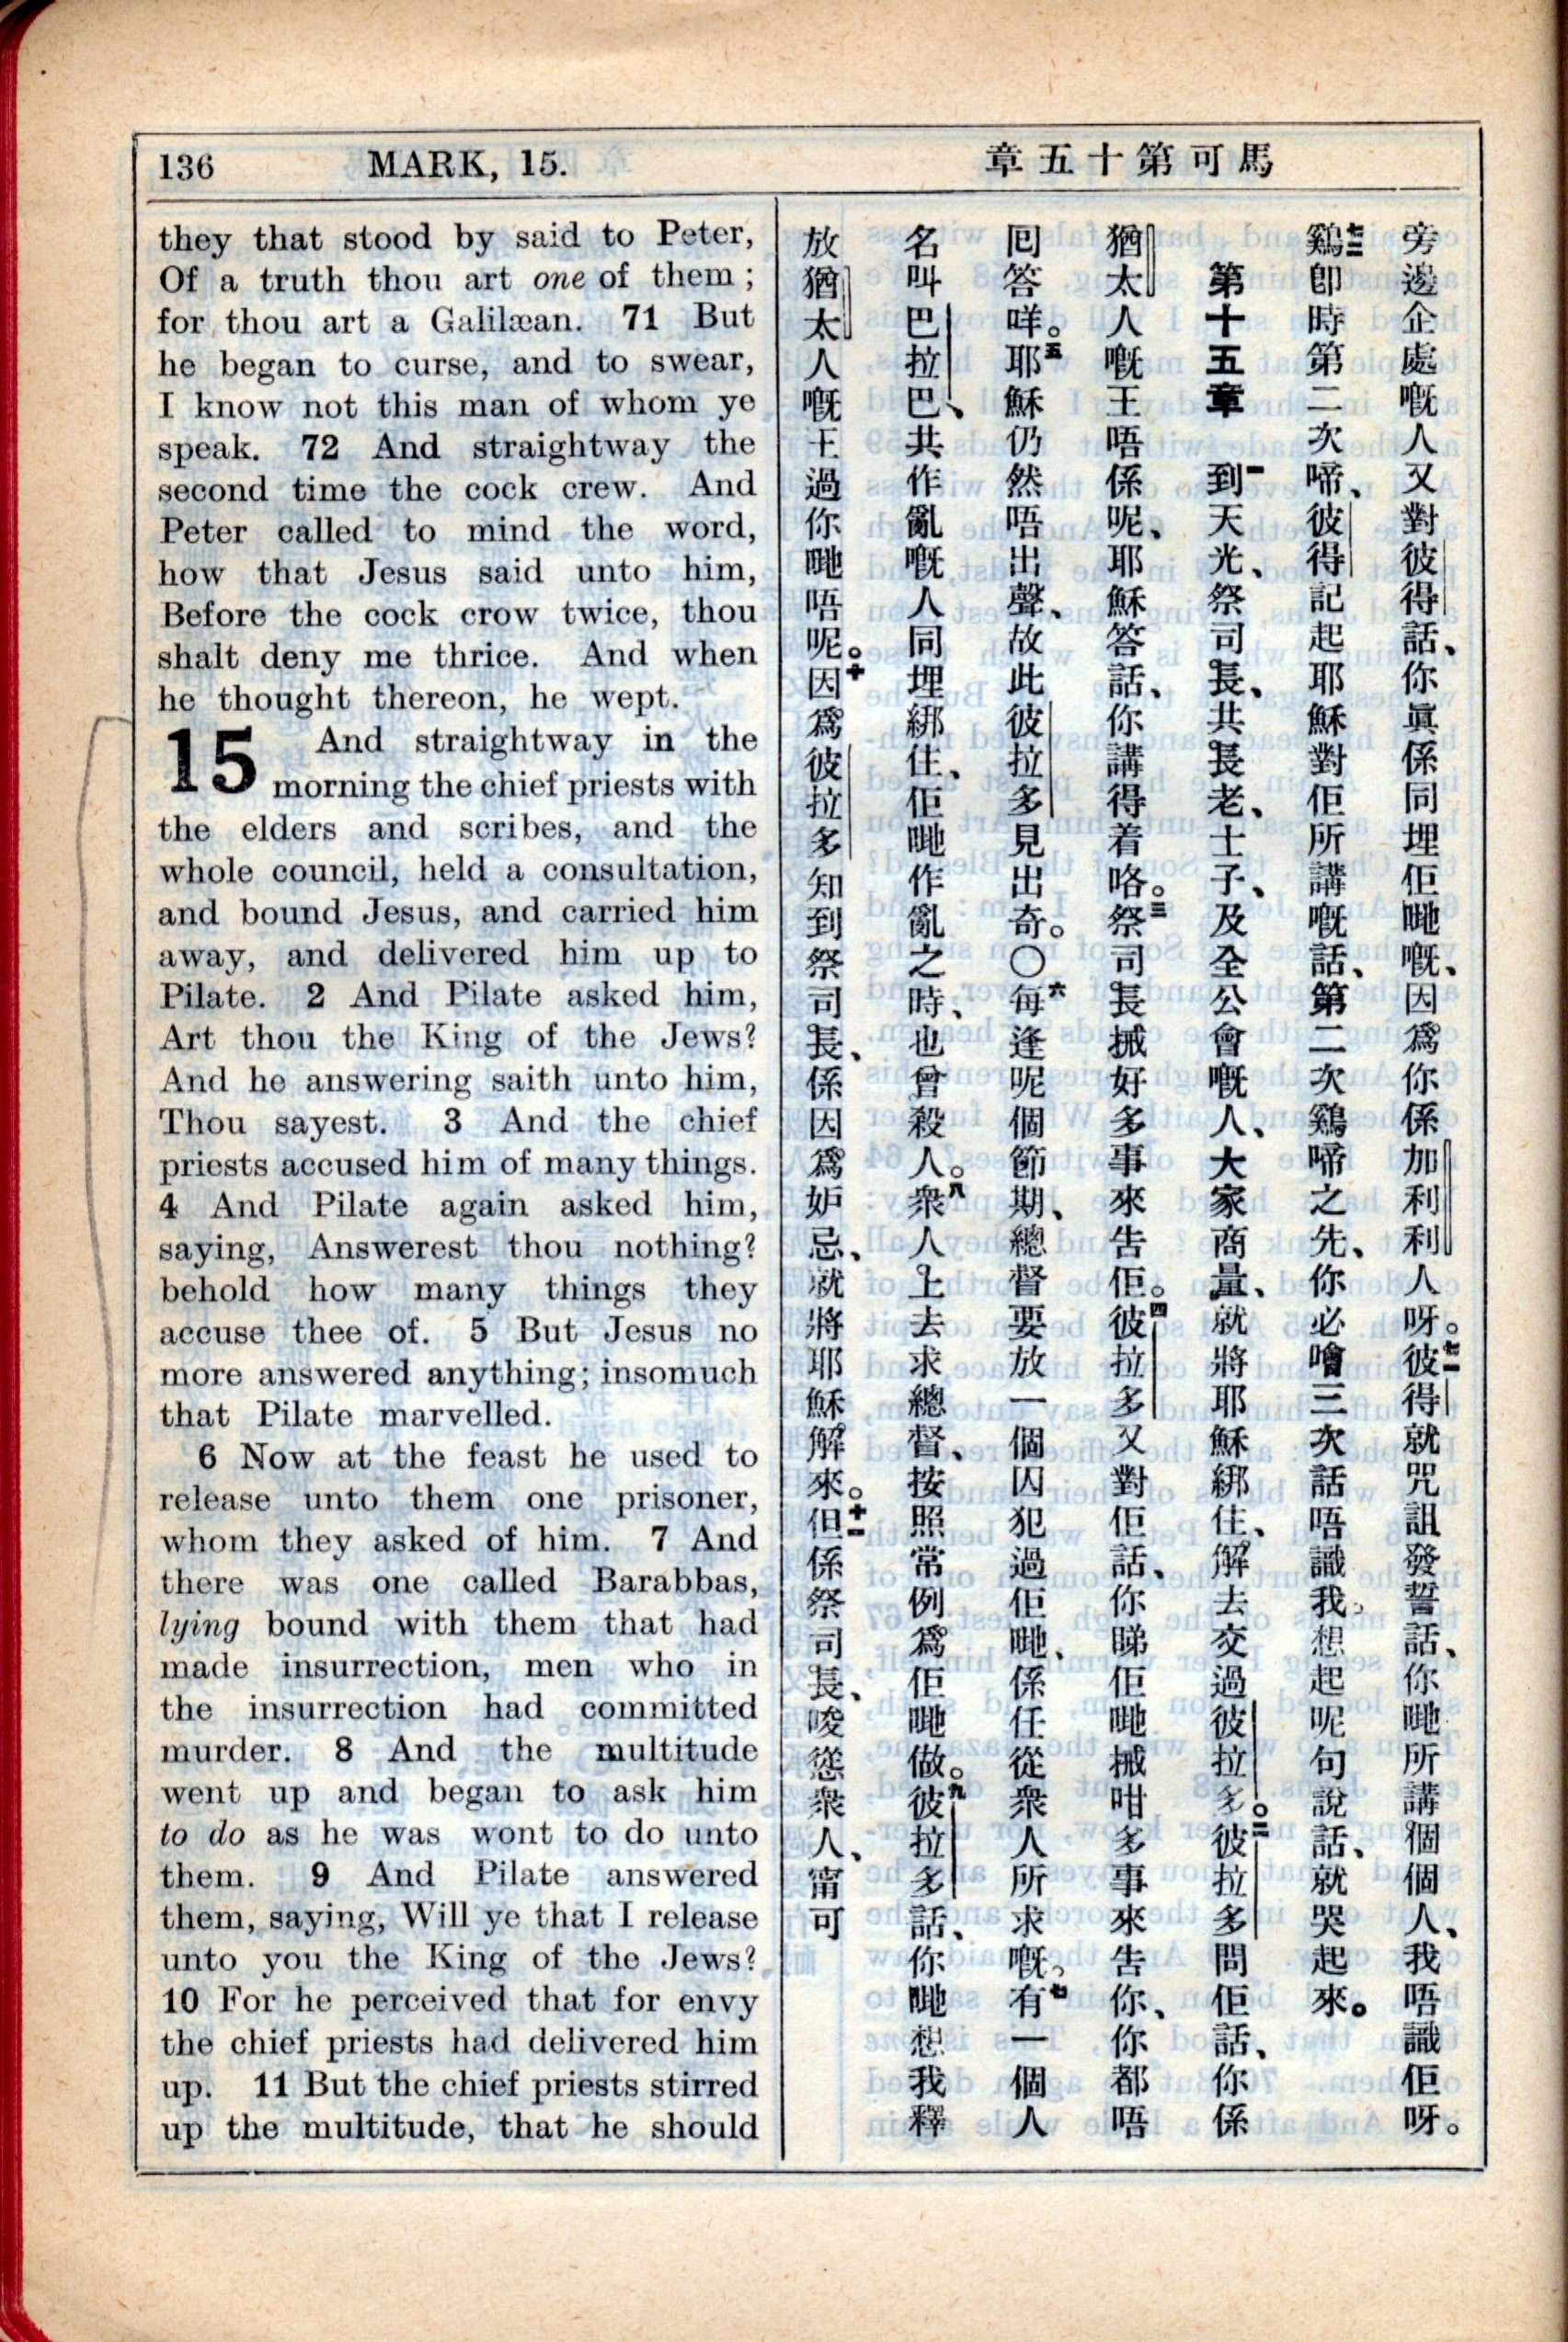 136 MARK, 15.
馬可第十五章
they that stood by said to Peter,
Of a truth thou art one of them ;
for thou art a Galilæan. 71 But
he began to curse, and to swear,
I know not this man of whom ye
speak. 72 And straightway the
second time the cock crew. And
Peter called to mind the word,
how that Jesus said unto him,
Before the cock crow twice, thou
shalt deny me thrice. And when
he thought thereon, he wept.
15 And straightway in the
morning the chief priests with
the elders and scribes, and the
whole council, held a consultation,
and bound Jesus, and carried him
away, and delivered him up to
Pilate. 2 And Pilate asked him,
Art thou the King of the Jews?
And he answering saith unto him,
Thou sayest. 3 And the chief
priests accused him of many things.
4 And Pilate again asked him,
saying, Answerest thou nothing?
behold how many things they
accuse thee of. 5 But Jesus no
more answered anything; insomuch
that Pilate marvelled.
6 Now at the feast he used to
release unto them one prisoner,
whom they asked of him. 7 And
there was one called Barabbas,
lying bound with them that had
made insurrection, men who in
the insurrection had committed
murder. 8 And the multitude
went up and began to ask him
to do as he was wont to do unto
them. 9 And Pilate answered
them, saying, Will ye that I release
unto you the King of the Jews?
10 For he perceived that for envy
the chief priests had delivered him
up. 11 But the chief priests stirred
up the multitude, that he should
旁邊企處嘅人又對彼得話、你眞係同埋佢哋嘅、因爲你係加利利人呀。七十一彼得就咒詛發誓話、你哋所講個個人、我唔識佢呀。
七十二鷄卽時第二次啼、彼得記起耶穌對佢所講嘅話、第二次鷄啼之先、你必噲三次話唔識我。想起呢句說話、就哭起來。
第十五章 一到天光、祭司長、共長老、士子、及全公會嘅人、大家商量、就將耶穌綁住、解去交過彼拉多。二彼拉多問佢話、你係
猶太人嘅王唔係呢、耶穌答話、你講得着咯。三祭司長搣好多事來吿佢。四彼拉多又對佢話、你睇佢哋搣咁多事來吿你、你都唔
囘答咩。五耶穌仍然唔出聲、故此彼拉多見出奇。〇六每逢呢個節期、總督要放一個囚犯過佢哋、係任從衆人所求嘅。七有一個人
名叫巴拉巴、共作亂嘅人同埋綁住、佢哋作亂之時、也曾殺人。八衆人上去求總督、按照常例爲佢哋做。九彼拉多話、你哋想我釋
放猶太人嘅王過你哋唔呢。十因爲彼拉多知到祭司長、係因爲妒忌、就將耶穌解來。十一但係祭司長、唆慫衆人、甯可